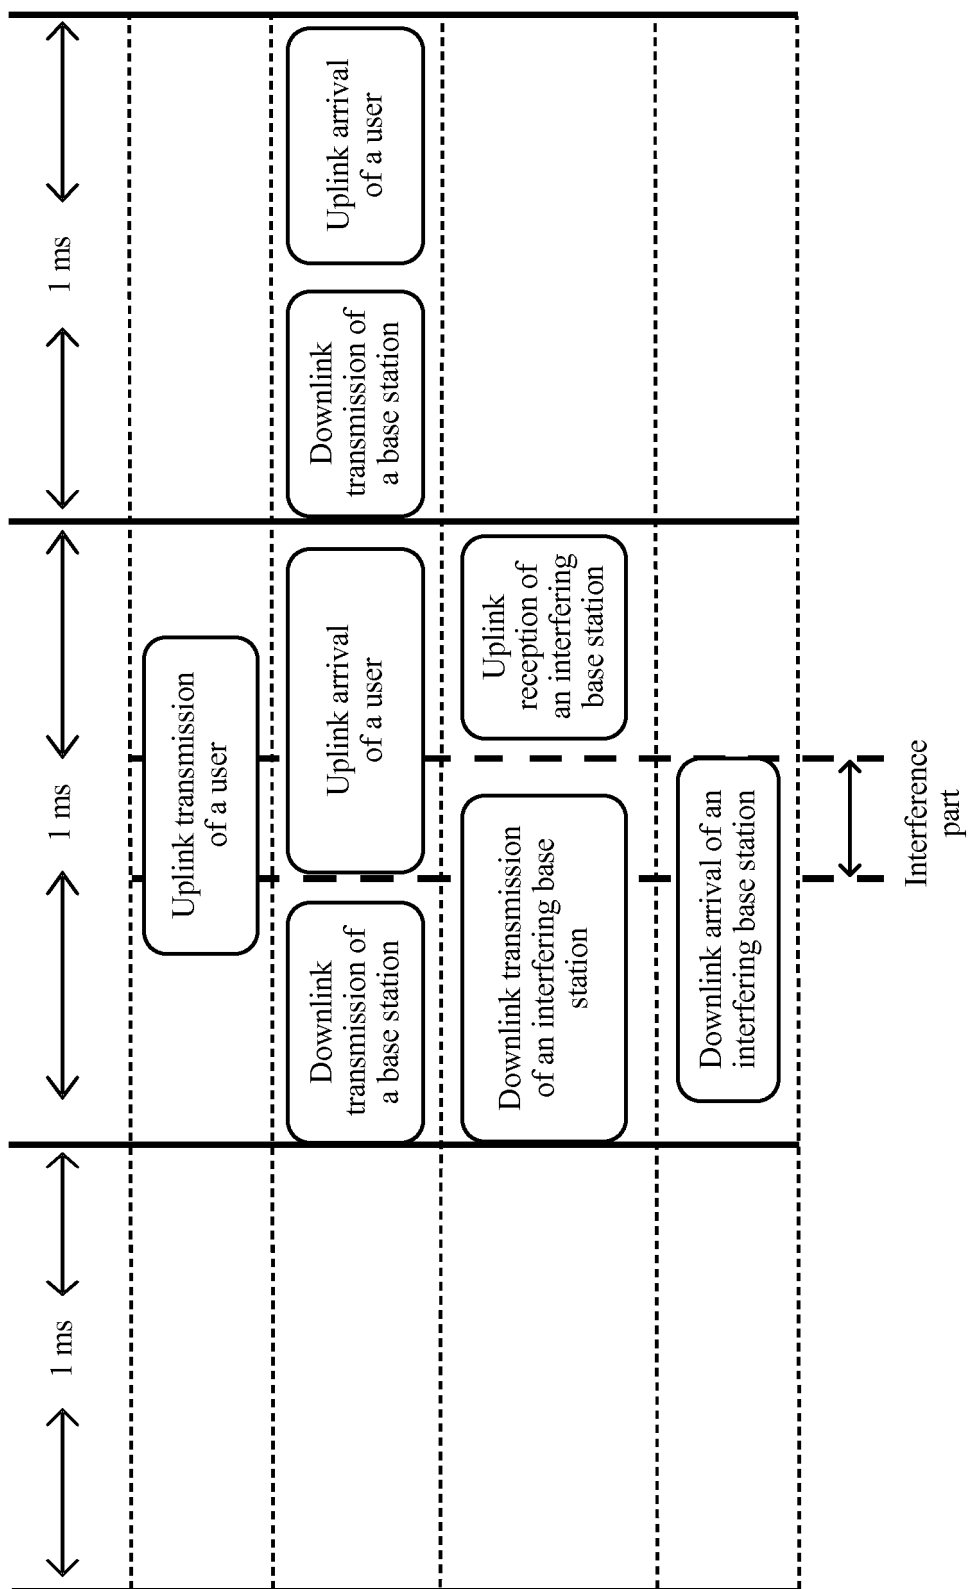 1 ms
1 ms
1 ms
Uplink transmission
of a user
Downlink
transmission of
a base station
Uplink arrival
of a user
Downlink
transmission of
a base station
Uplink arrival
of a user
Downlink transmission
of an interfering base
station
Uplink
reception of
an interfering
base station
Downlink arrival of an
interfering base station
Interference
part